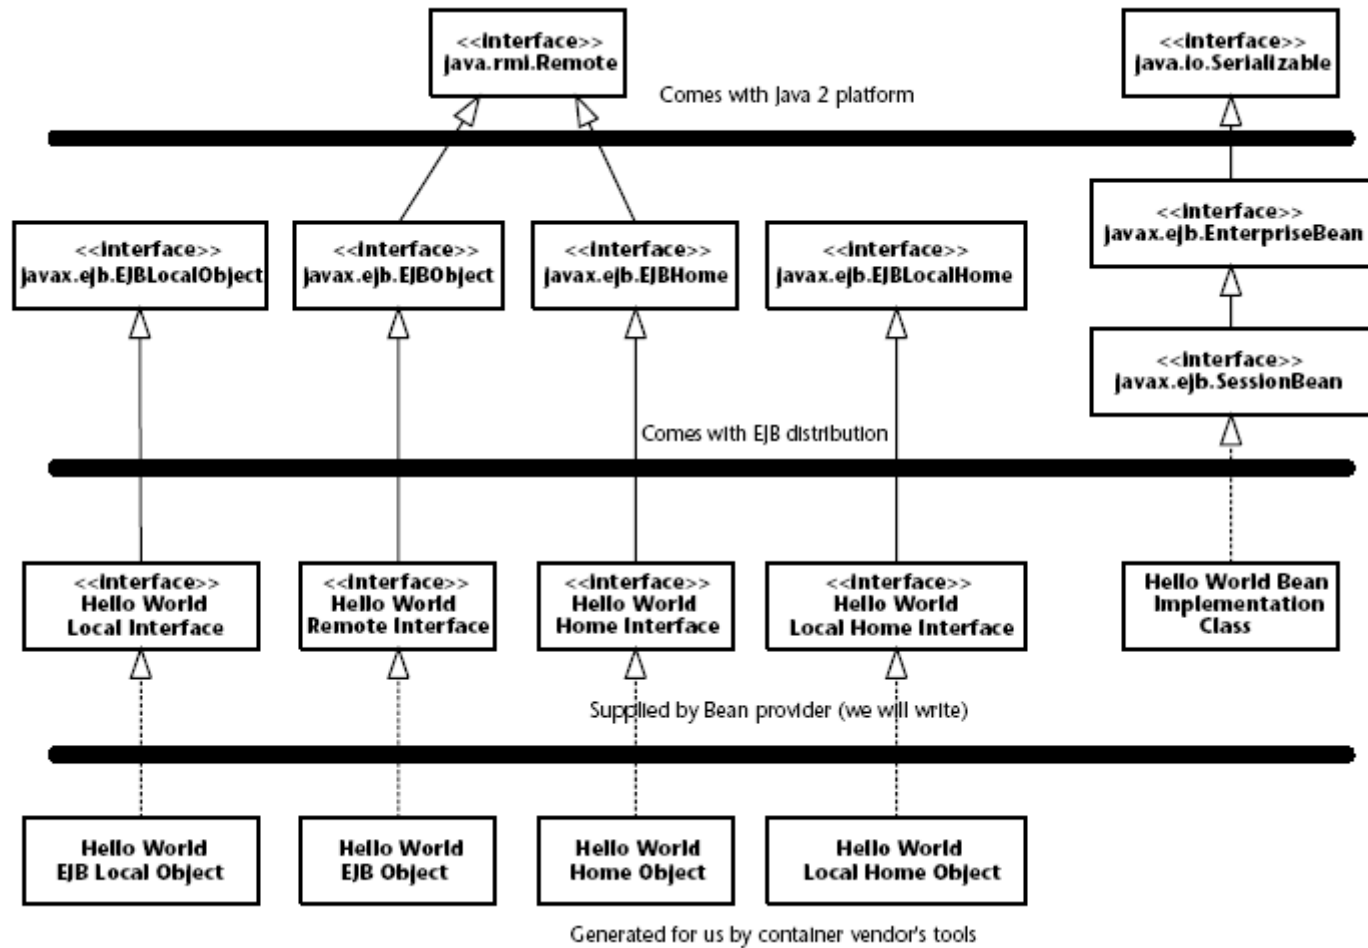 <<interface>>
java.rmi.Remote
<<interface>>
java.io.Serializable
Comes with Java 2 platform
<<interface>>
javax.ejb.EnterpriseBean
<<interface>>
javax.ejb.EJBLocalObject
<<interface>>
javax.ejb.EJBObject
<<interface>>
javax.ejb.EJBHome
<<interface>>
javax.ejb.EJBLocalHome
<<interface>>
javax.ejb.SessionBean
Comes with EJB distribution
<<interface>>
Hello World
Local Interface
<<interface>>
Hello World
Remote Interface
<<interface>>
Hello World
Home Interface
<<interface>>
Hello World
Local Home Interface
Hello World Bean
Implementation
Class
Supplied by Bean provider (we will write)
Hello World
EJB Local Object
Hello World
EJB Object
Hello World
Home Object
Hello World
Local Home Object
Generated for us by container vendor's tools